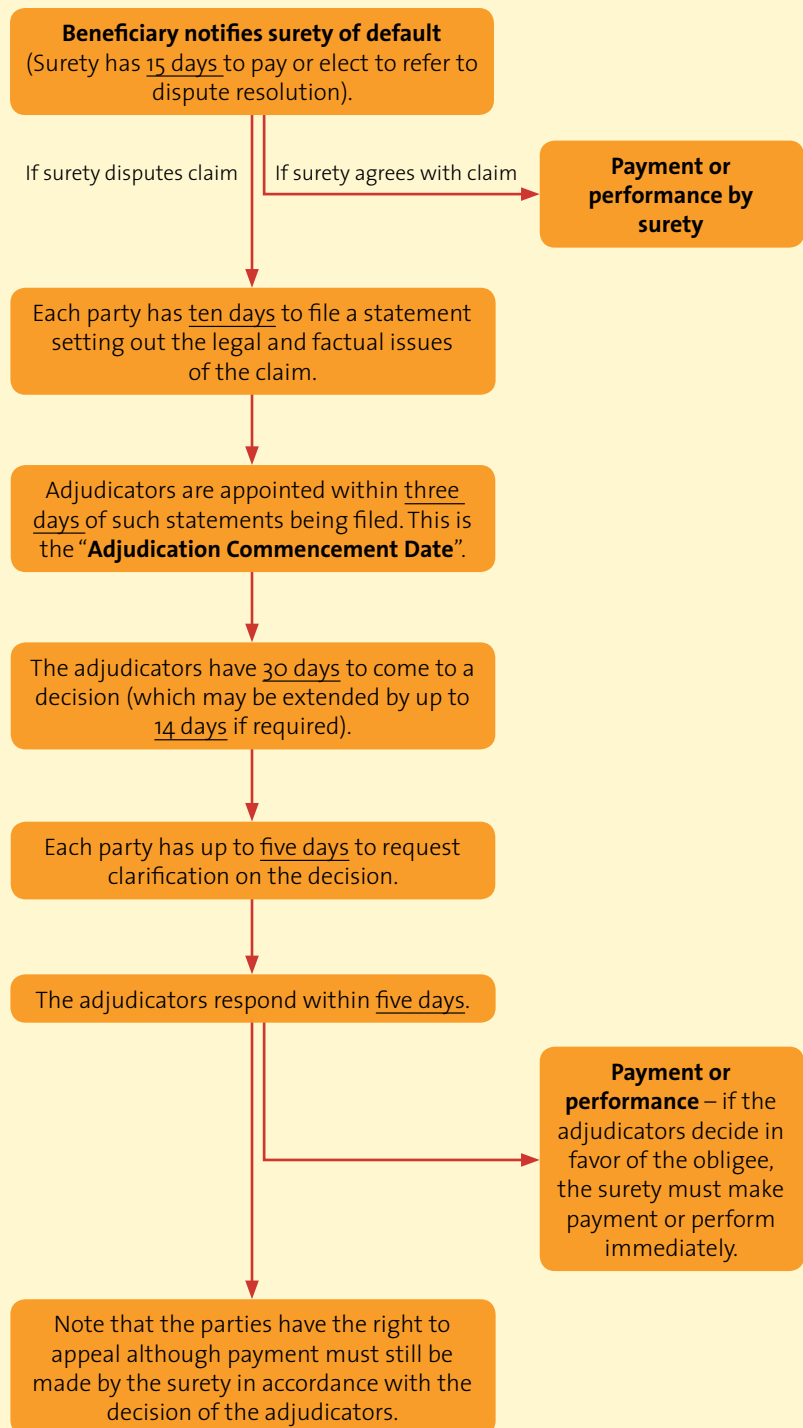 Beneficiary notifies surety of default
(Surety has 15 days to pay or elect to refer to
dispute resolution).
If surety disputes claim
If surety agrees with claim
Payment or
performance by
surety
Each party has ten days to file a statement
setting out the legal and factual issues
of the claim.
Adjudicators are appointed within three
days of such statements being filed. This is
the “Adjudication Commencement Date”.
The adjudicators have 30 days to come to a
decision (which may be extended by up to
14 days if required).
Each party has up to five days to request
clarification on the decision.
The adjudicators respond within five days.
Payment or
performance – if the
adjudicators decide in
favor of the obligee,
the surety must make
payment or perform
immediately.
Note that the parties have the right to
appeal although payment must still be
made by the surety in accordance with the
decision of the adjudicators.